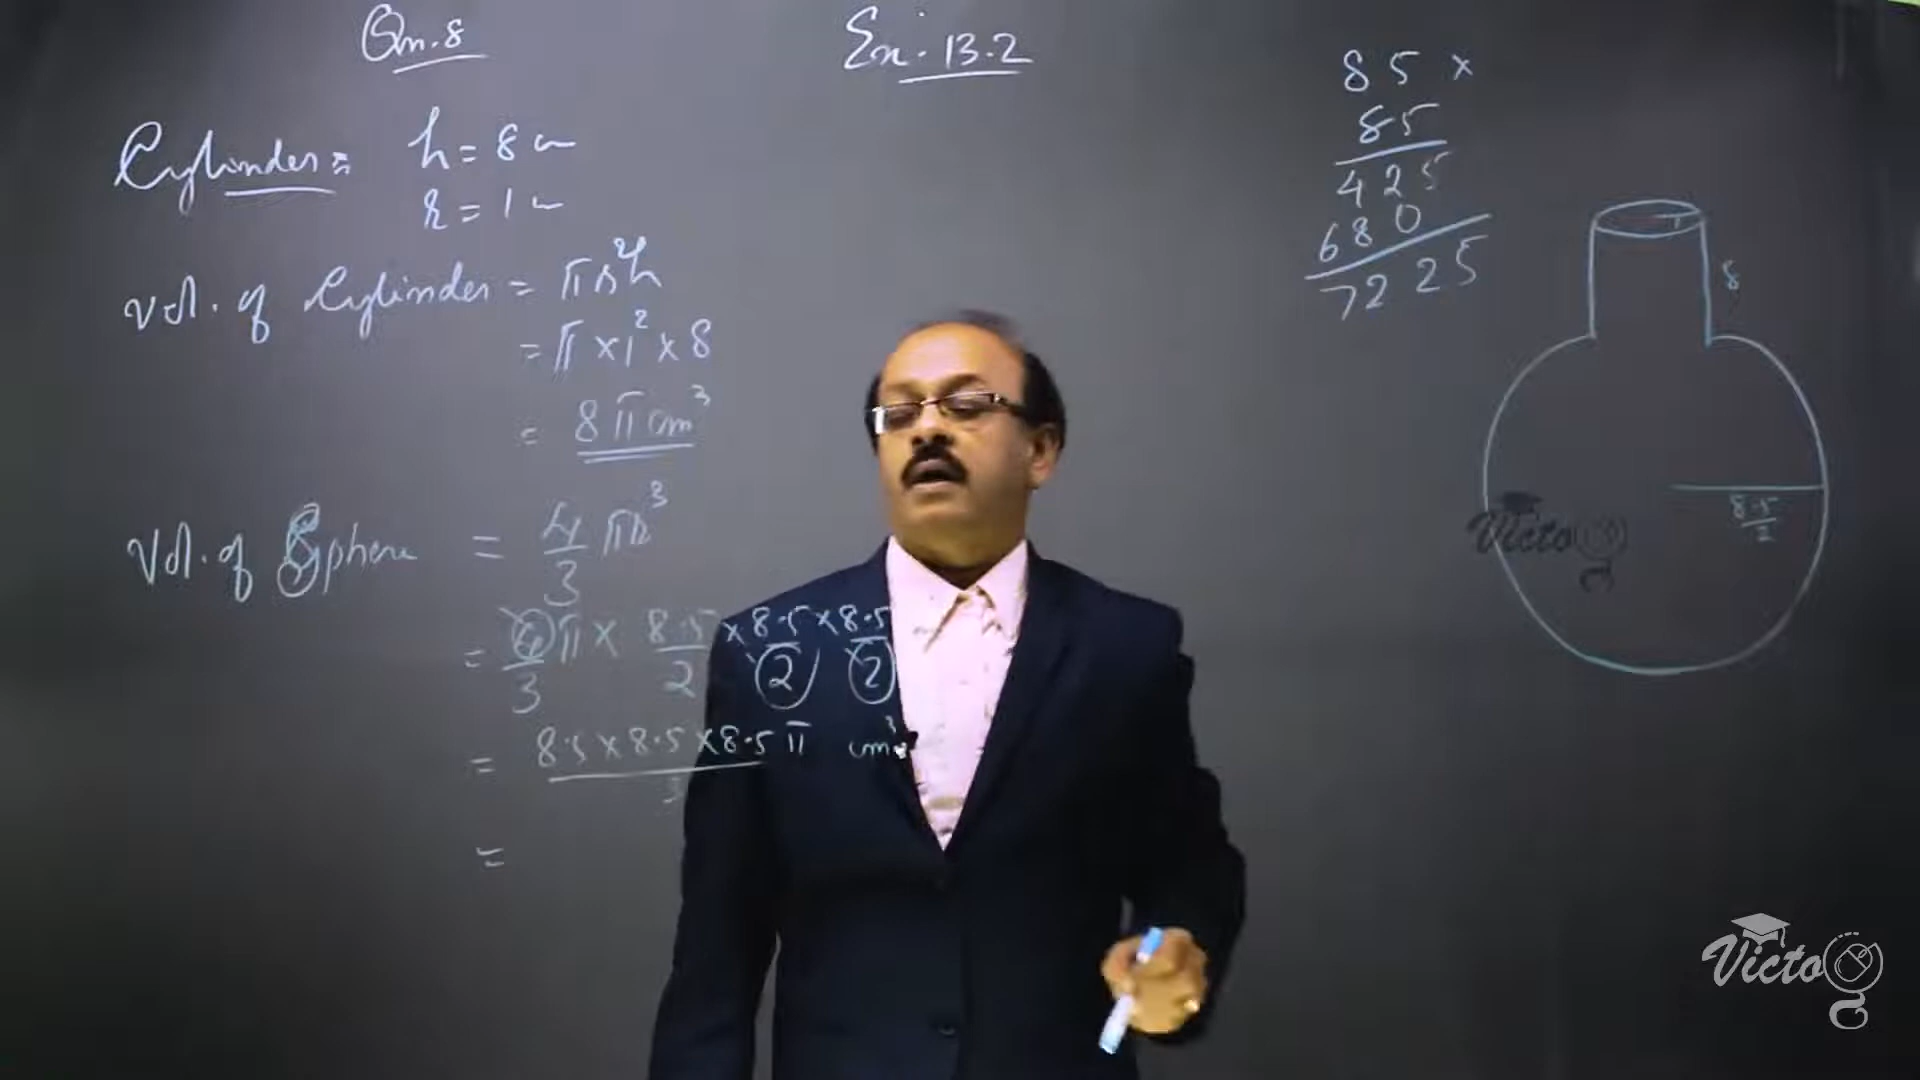 Qn. 8
Ex. 13.2
Cylinder = h = 8 cm
r = 1 cm
Vol. of Cylinder = πr²h
= π × 1² × 8
= 8π cm³
Vol. of Sphere = 4/3 πr³
= 4/3 π × 8.5/2 × 8.5/2 × 8.5/2
= 8.5 × 8.5 × 8.5 π/3 cm³
=
85 ×
85
425
680
7225
8
8.5/2
Victo
Victo